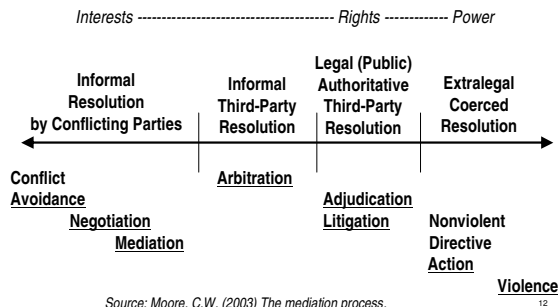 Interests ------------------------------------- Rights ------------- Power
Informal
Resolution
by Conflicting Parties
Informal
Third-Party
Resolution
Legal (Public)
Authoritative
Third-Party
Resolution
Extralegal
Coerced
Resolution
Conflict
Avoidance
Negotiation
Mediation
Arbitration
Adjudication
Litigation
Nonviolent
Directive
Action
Violence
Source: Moore, C.W. (2003) The mediation process.
12